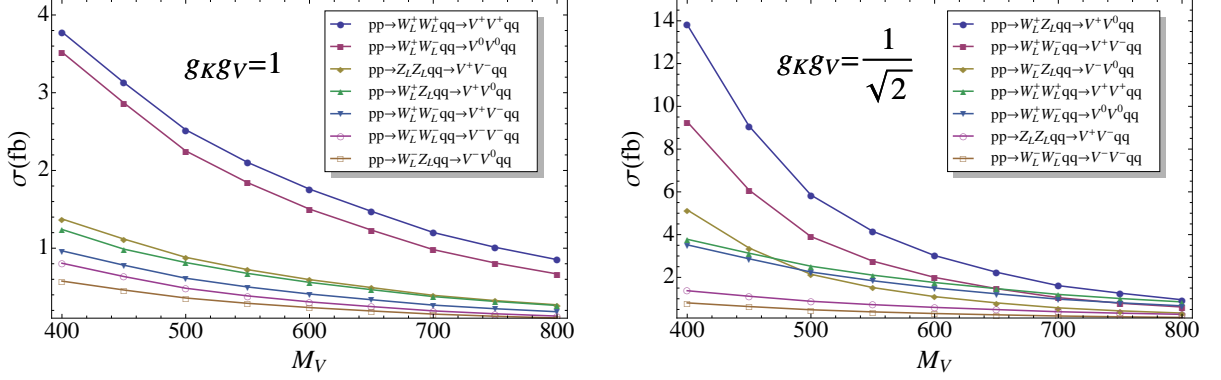 4
3
2
1
σ(fb)
g_K g_V=1
pp→W_L^+W_L^+qq→V^+V^+qq
pp→W_L^+W_L^-qq→V^0V^0qq
pp→Z_LZ_Lqq→V^+V^-qq
pp→W_L^+Z_Lqq→V^+V^0qq
pp→W_L^+W_L^-qq→V^+V^-qq
pp→W_L^-W_L^-qq→V^-V^-qq
pp→W_L^-Z_Lqq→V^-V^0qq
400 500 600 700 800
M_V
14
12
10
8
6
4
2
σ(fb)
g_K g_V=1/√2
pp→W_L^+Z_Lqq→V^+V^0qq
pp→W_L^+W_L^-qq→V^+V^-qq
pp→W_L^-Z_Lqq→V^-V^0qq
pp→W_L^+W_L^+qq→V^+V^+qq
pp→W_L^+W_L^-qq→V^0V^0qq
pp→Z_LZ_Lqq→V^+V^-qq
pp→W_L^-W_L^-qq→V^-V^-qq
400 500 600 700 800
M_V